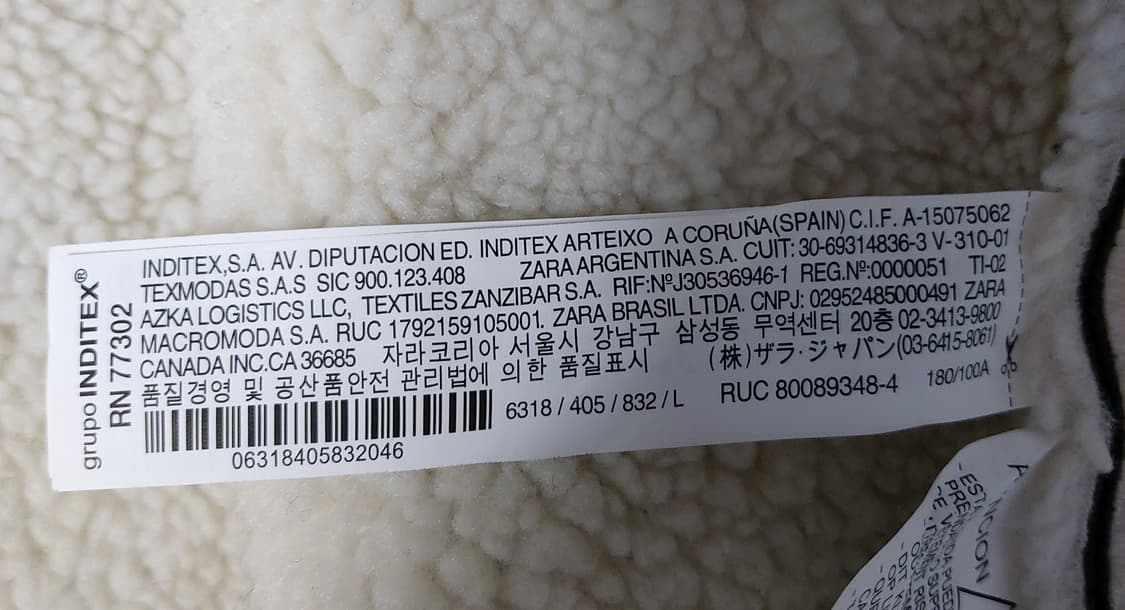 grupo INDITEX®
RN 77302
INDITEX,S.A. AV. DIPUTACION ED. INDITEX ARTEIXO A CORUÑA(SPAIN) C.I.F. A-15075062
TEXMODAS S.A.S SIC 900.123.408 ZARA ARGENTINA S.A. CUIT: 30-69314836-3 V-310-01
AZKA LOGISTICS LLC, TEXTILES ZANZIBAR S.A. RIF:NºJ30536946-1 REG.Nº:0000051 TI-02
MACROMODA S.A. RUC 1792159105001. ZARA BRASIL LTDA. CNPJ: 02952485000491 ZARA
CANADA INC.CA 36685 자라코리아 서울시 강남구 삼성동 무역센터 20층 02-3413-9800
품질경영 및 공산품안전 관리법에 의한 품질표시 (株)ザラ・ジャパン(03-6415-8061)
6318 / 405 / 832 / L RUC 80089348-4 180/100A
06318405832046
-ESTA